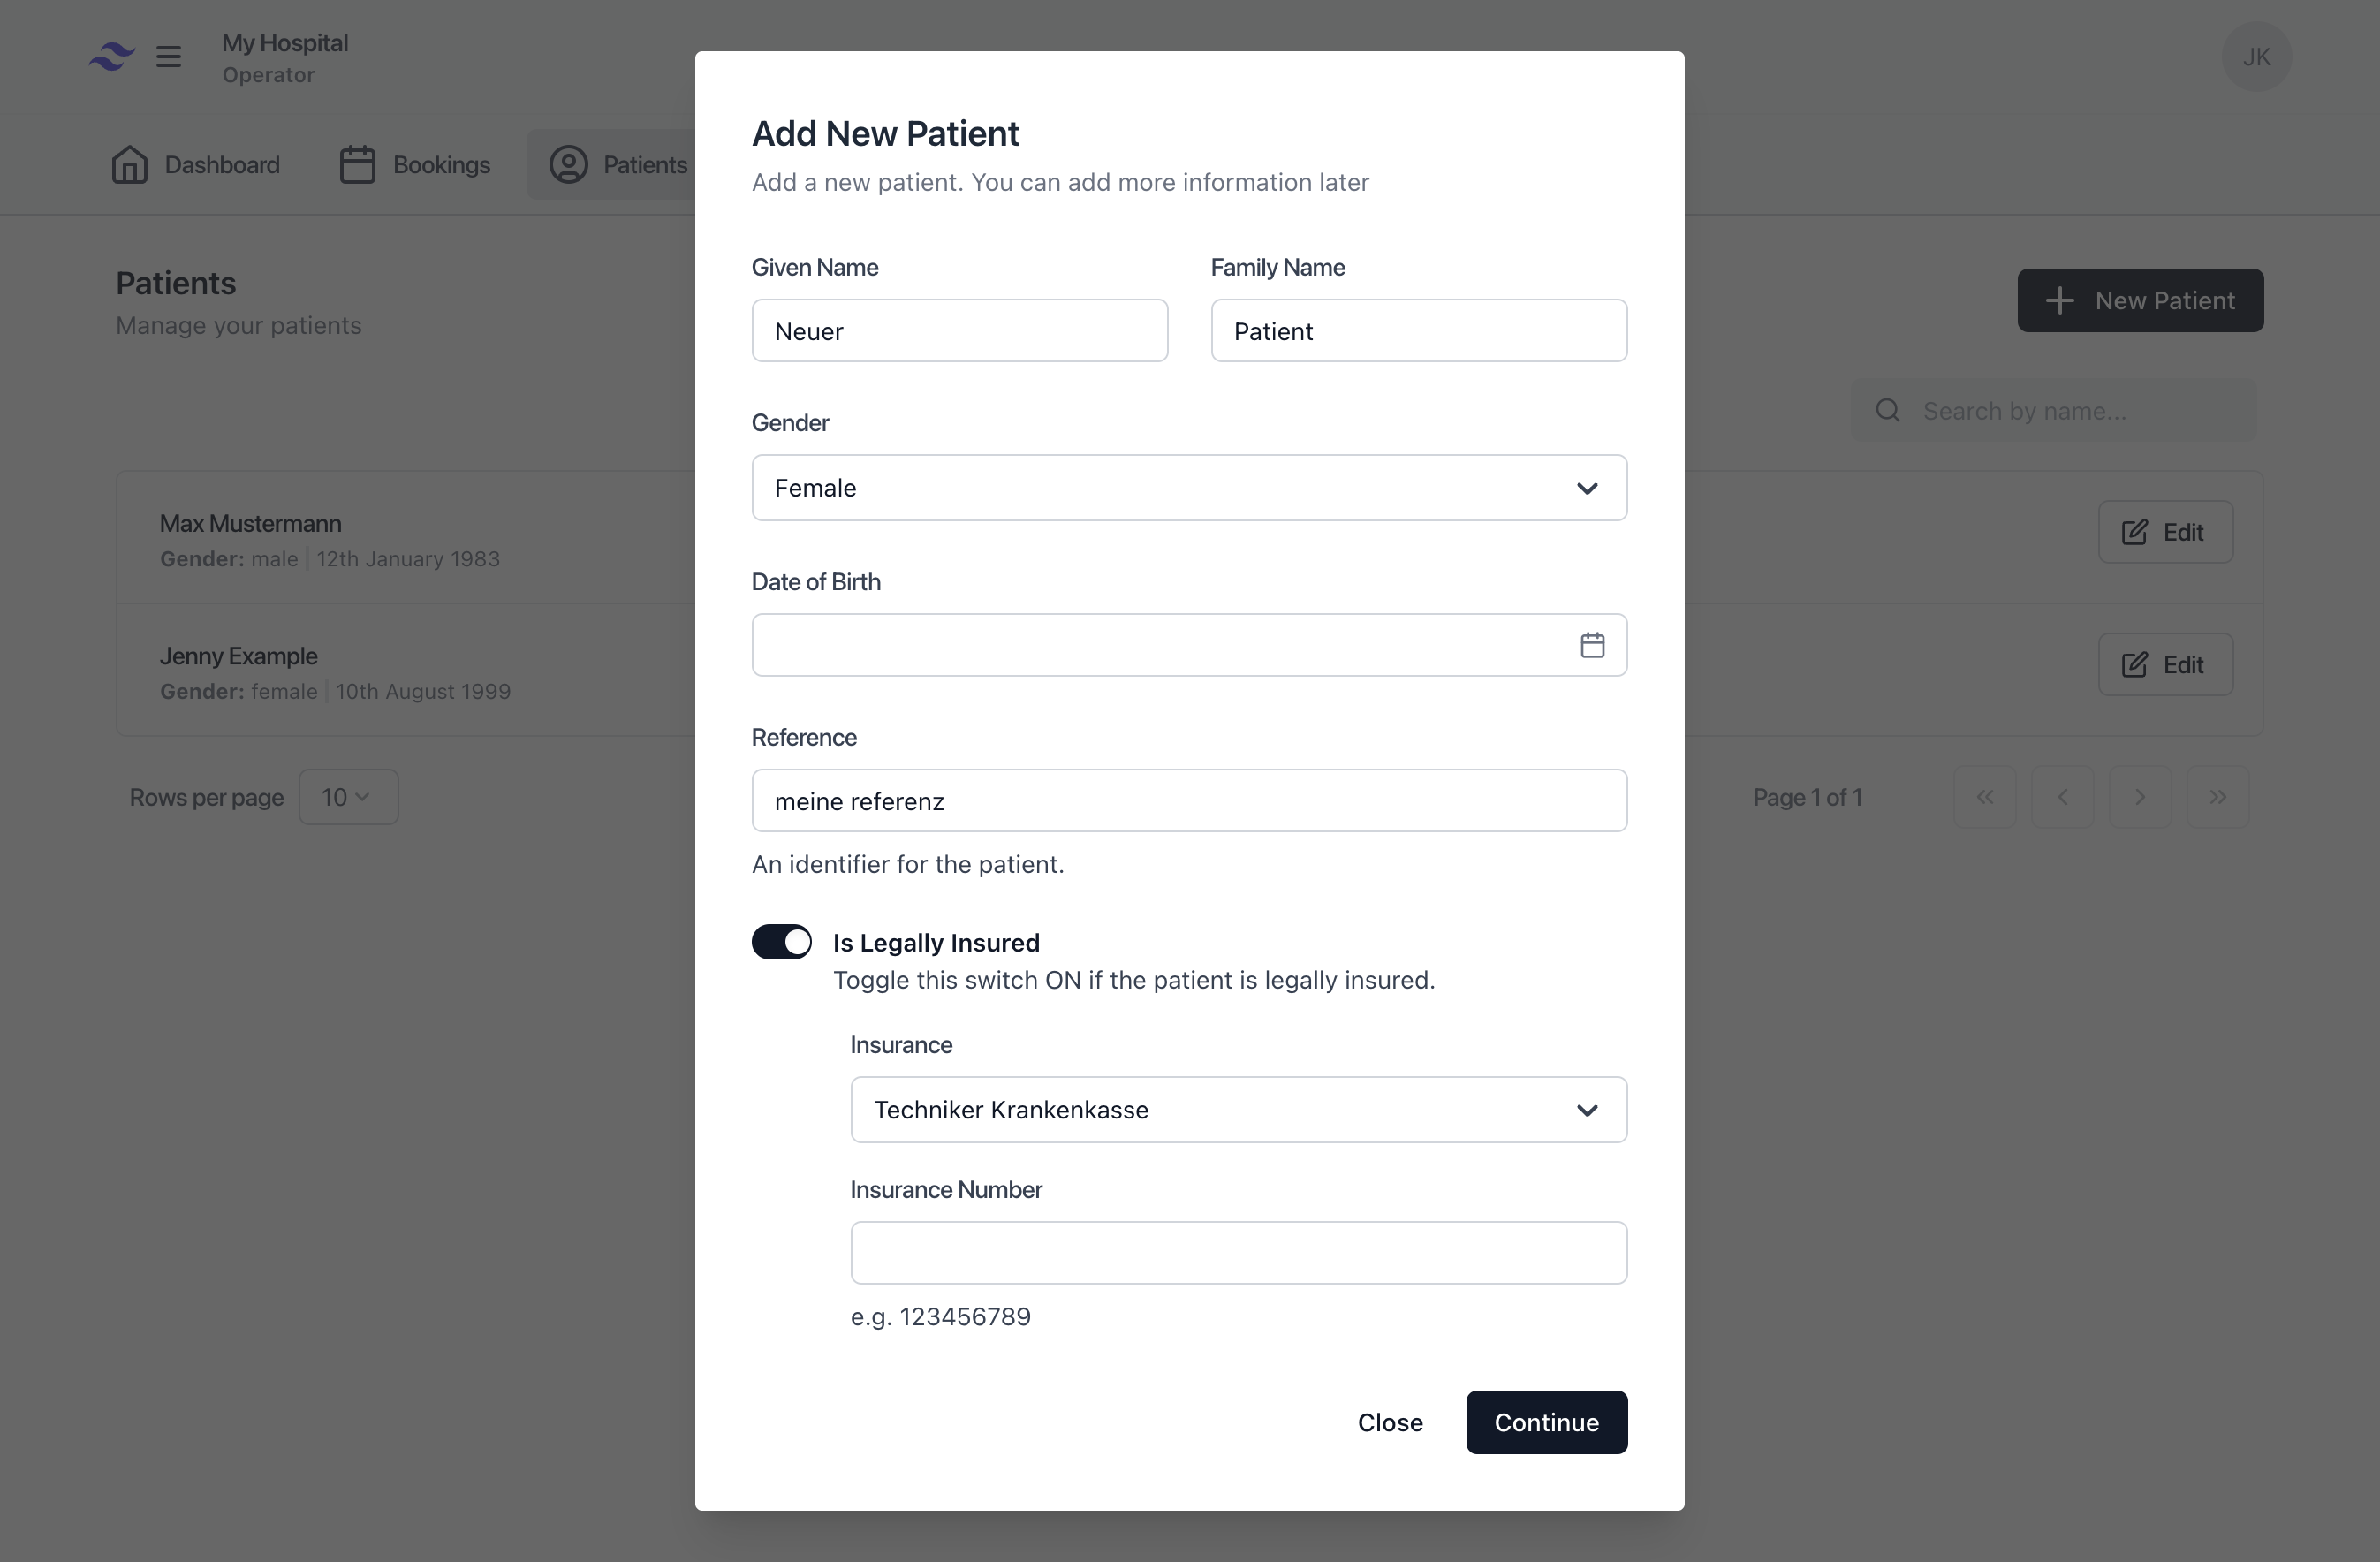 My Hospital
Operator
JK
Dashboard
Bookings
Patients
Patients
Manage your patients
New Patient
Search by name...
Max Mustermann
Gender: male 12th January 1983
Edit
Jenny Example
Gender: female 10th August 1999
Edit
Rows per page 10
Page 1 of 1
Add New Patient
Add a new patient. You can add more information later
Given Name
Family Name
Neuer
Patient
Gender
Female
Date of Birth
Reference
meine referenz
An identifier for the patient.
Is Legally Insured
Toggle this switch ON if the patient is legally insured.
Insurance
Techniker Krankenkasse
Insurance Number
e.g. 123456789
Close
Continue